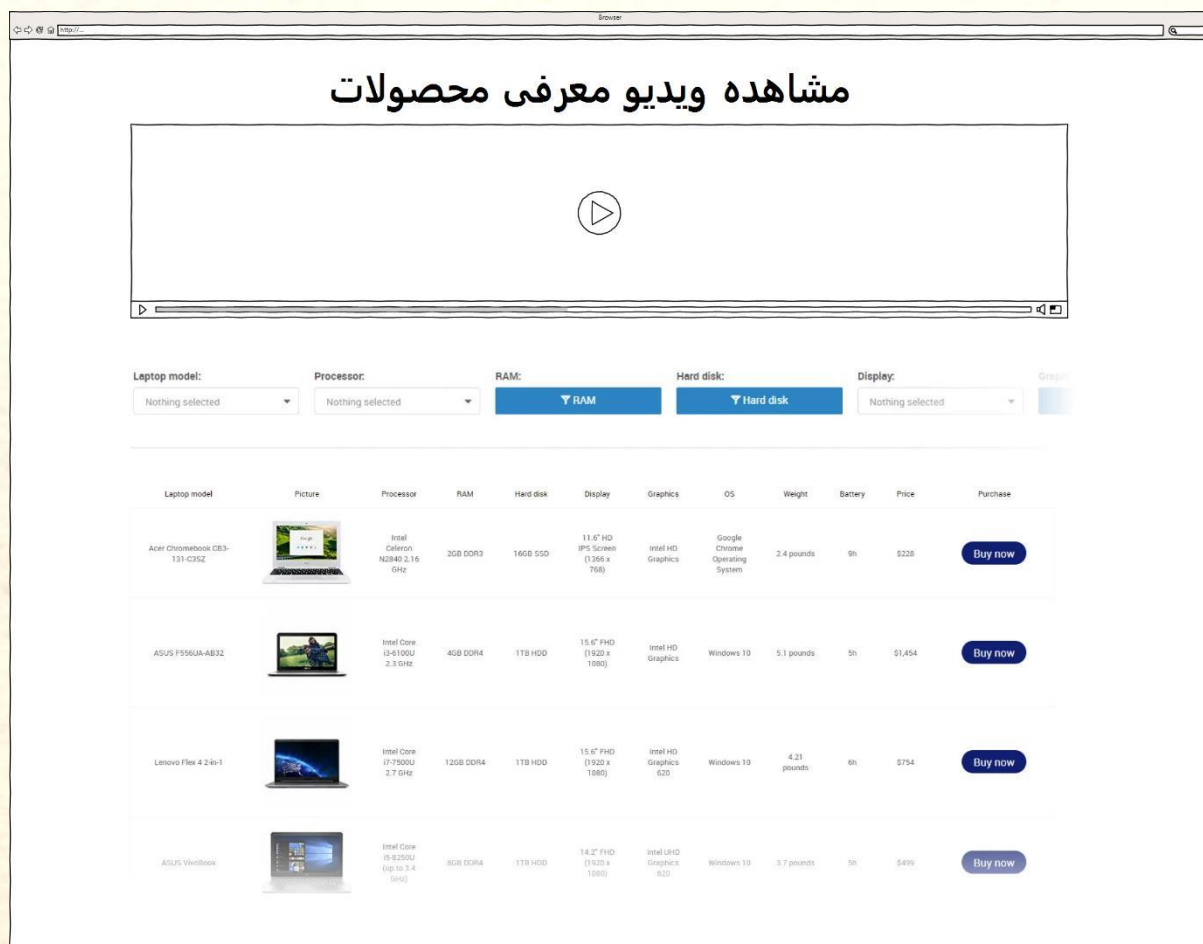 Browser
http://...
مشاهده ویدیو معرفی محصولات
Laptop model: Processor: RAM: Hard disk: Display:
Nothing selected Nothing selected RAM Hard disk Nothing selected
Laptop model Picture Processor RAM Hard disk Display Graphics OS Weight Battery Price Purchase
Acer Chromebook CB3-
131-C3SZ
Intel
Celeron
N2840 2.16
GHz
2GB DDR3
16GB SSD
11.6" HD
IPS Screen
(1366 x
768)
Intel HD
Graphics
Google
Chrome
Operating
System
2.4 pounds
9h
$228
Buy now
ASUS F556UA-AB32
Intel Core
i3-6100U
2.3 GHz
4GB DDR4
1TB HDD
15.6" FHD
(1920 x
1080)
Intel HD
Graphics
Windows 10
5.1 pounds
5h
$1,454
Buy now
Lenovo Flex 4 2-in-1
Intel Core
i7-7500U
2.7 GHz
12GB DDR4
1TB HDD
15.6" FHD
(1920 x
1080)
Intel HD
Graphics
620
Windows 10
4.21
pounds
6h
$754
Buy now
ASUS VivoBook
Intel Core
i5-8250U
(up to 3.4
GHz)
8GB DDR4
1TB HDD
14.2" FHD
(1920 x
1080)
Intel UHD
Graphics
620
Windows 10
3.7 pounds
5h
$499
Buy now